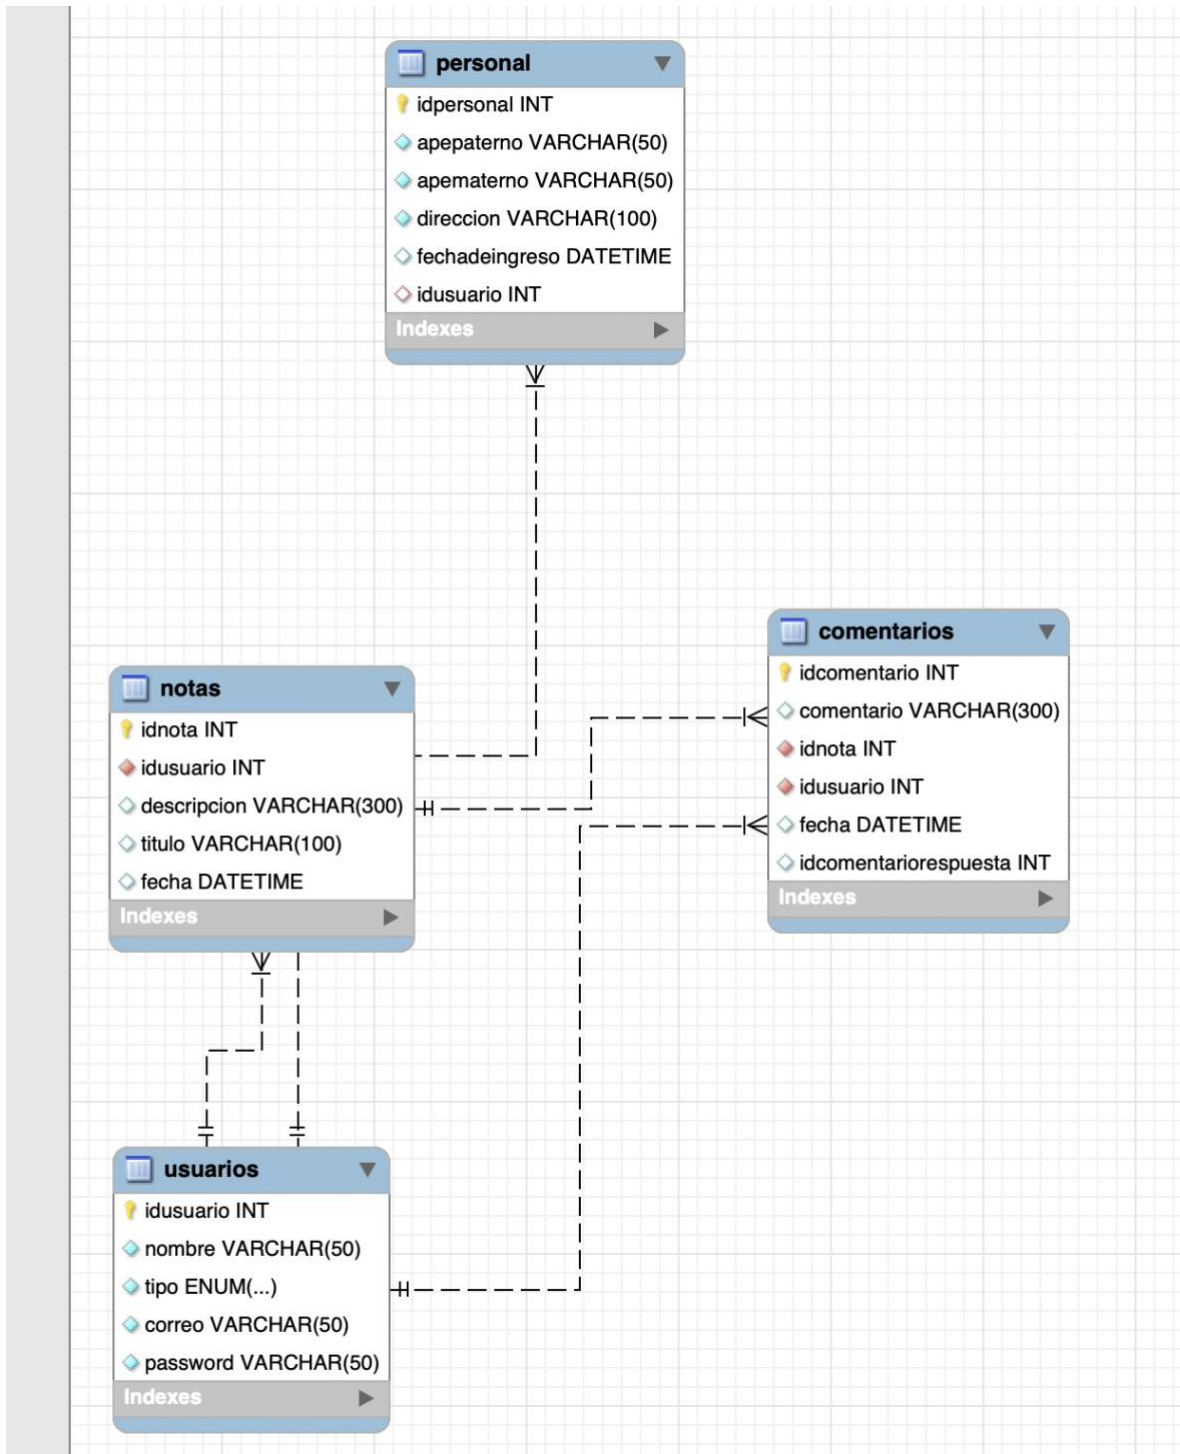 personal
idpersonal INT
apepaterno VARCHAR(50)
apematerno VARCHAR(50)
direccion VARCHAR(100)
fechadeingreso DATETIME
idusuario INT
Indexes
comentarios
idcomentario INT
comentario VARCHAR(300)
idnota INT
idusuario INT
fecha DATETIME
idcomentariorespuesta INT
Indexes
notas
idnota INT
idusuario INT
descripcion VARCHAR(300)
titulo VARCHAR(100)
fecha DATETIME
Indexes
usuarios
idusuario INT
nombre VARCHAR(50)
tipo ENUM(...)
correo VARCHAR(50)
password VARCHAR(50)
Indexes